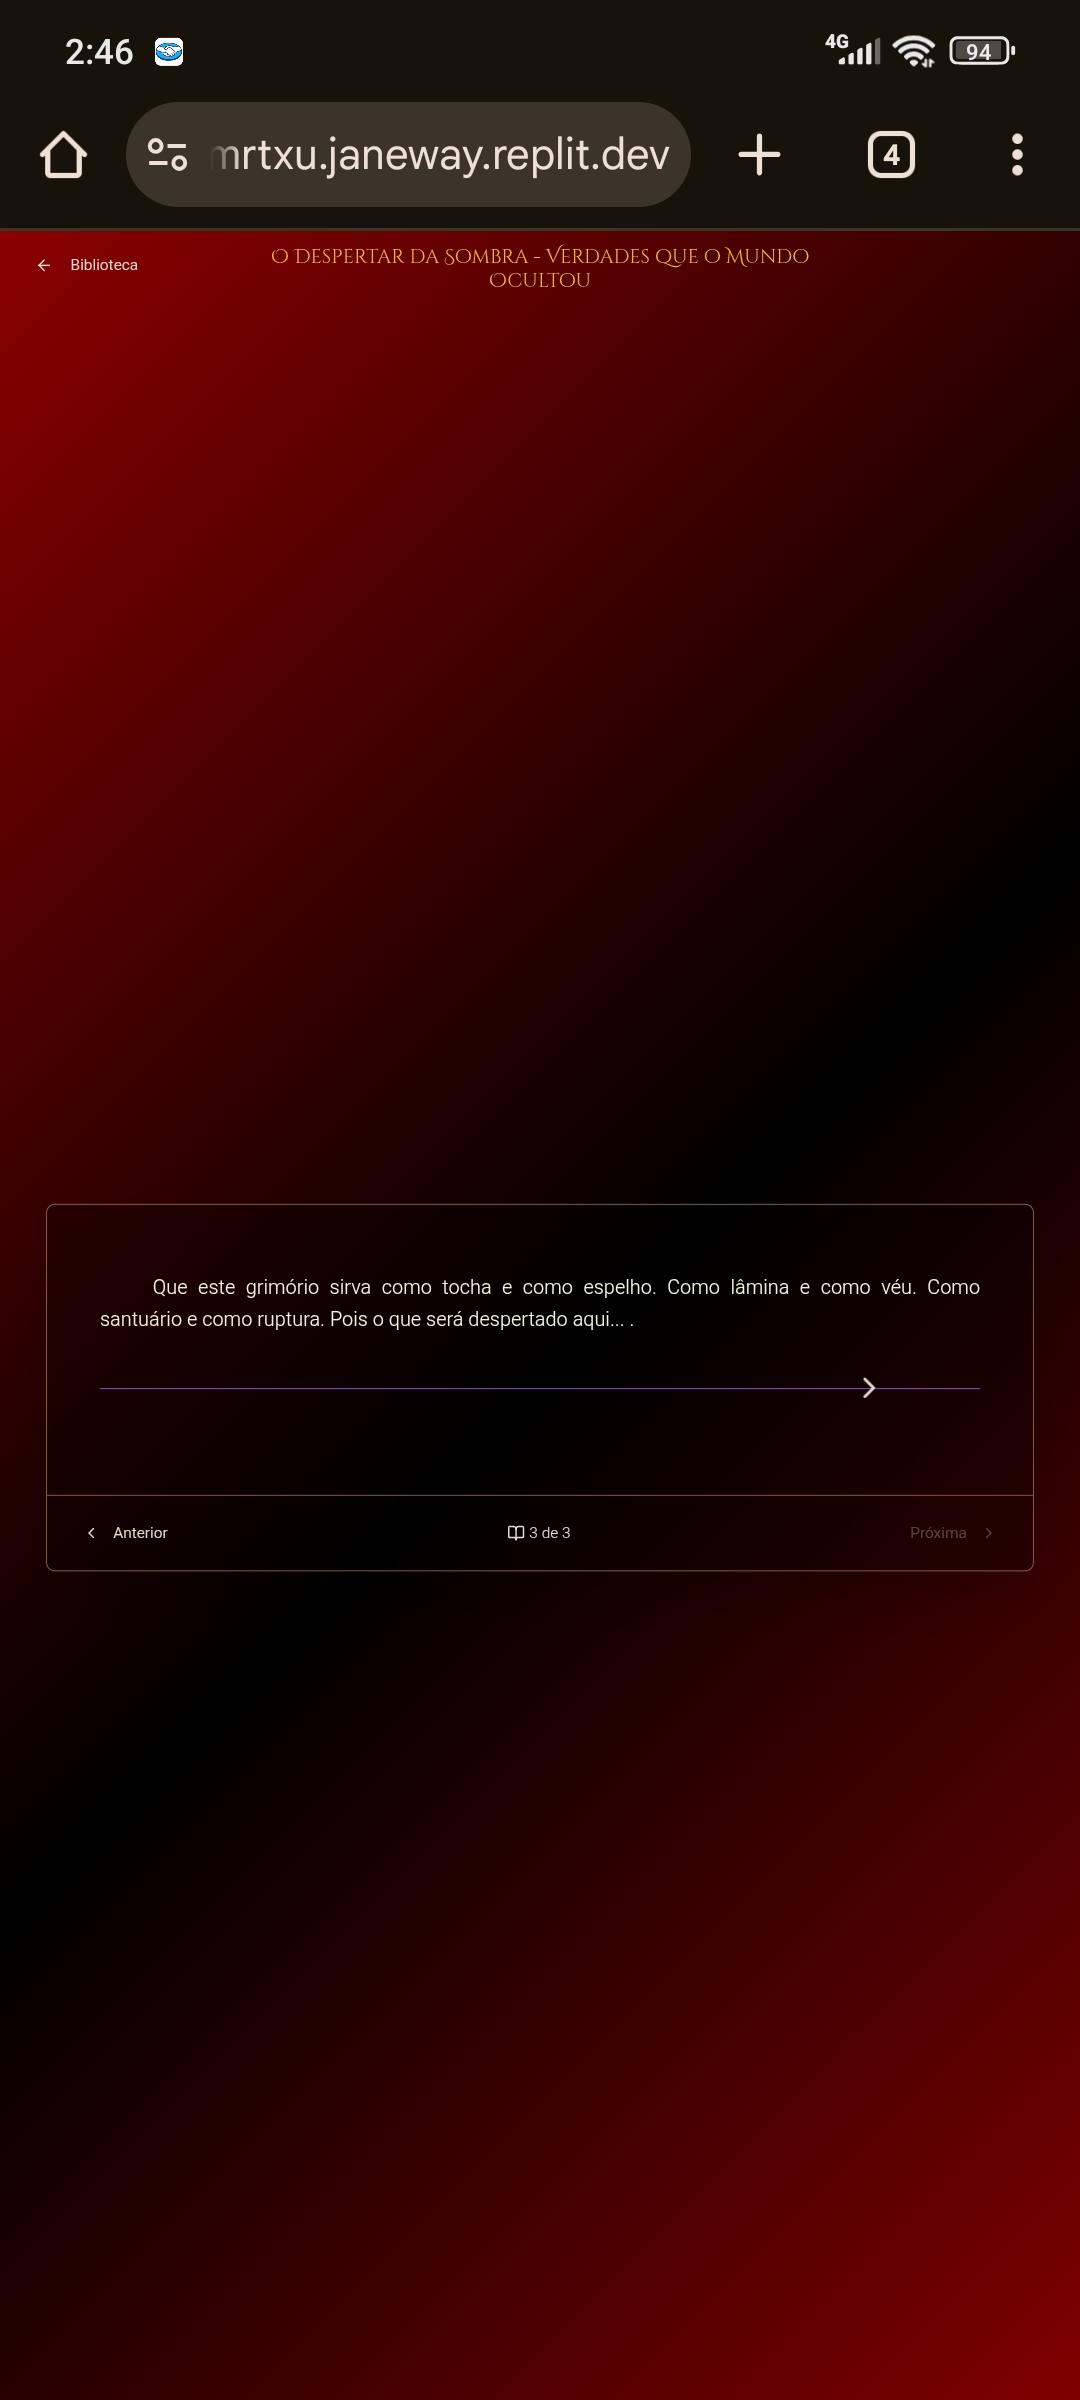 2:46
4G
94
mrtxu.janeway.replit.dev
4
Biblioteca
O Despertar da Sombra - Verdades que o Mundo
Ocultou
Que este grimório sirva como tocha e como espelho. Como lâmina e como véu. Como
santuário e como ruptura. Pois o que será despertado aqui... .
Anterior
3 de 3
Próxima